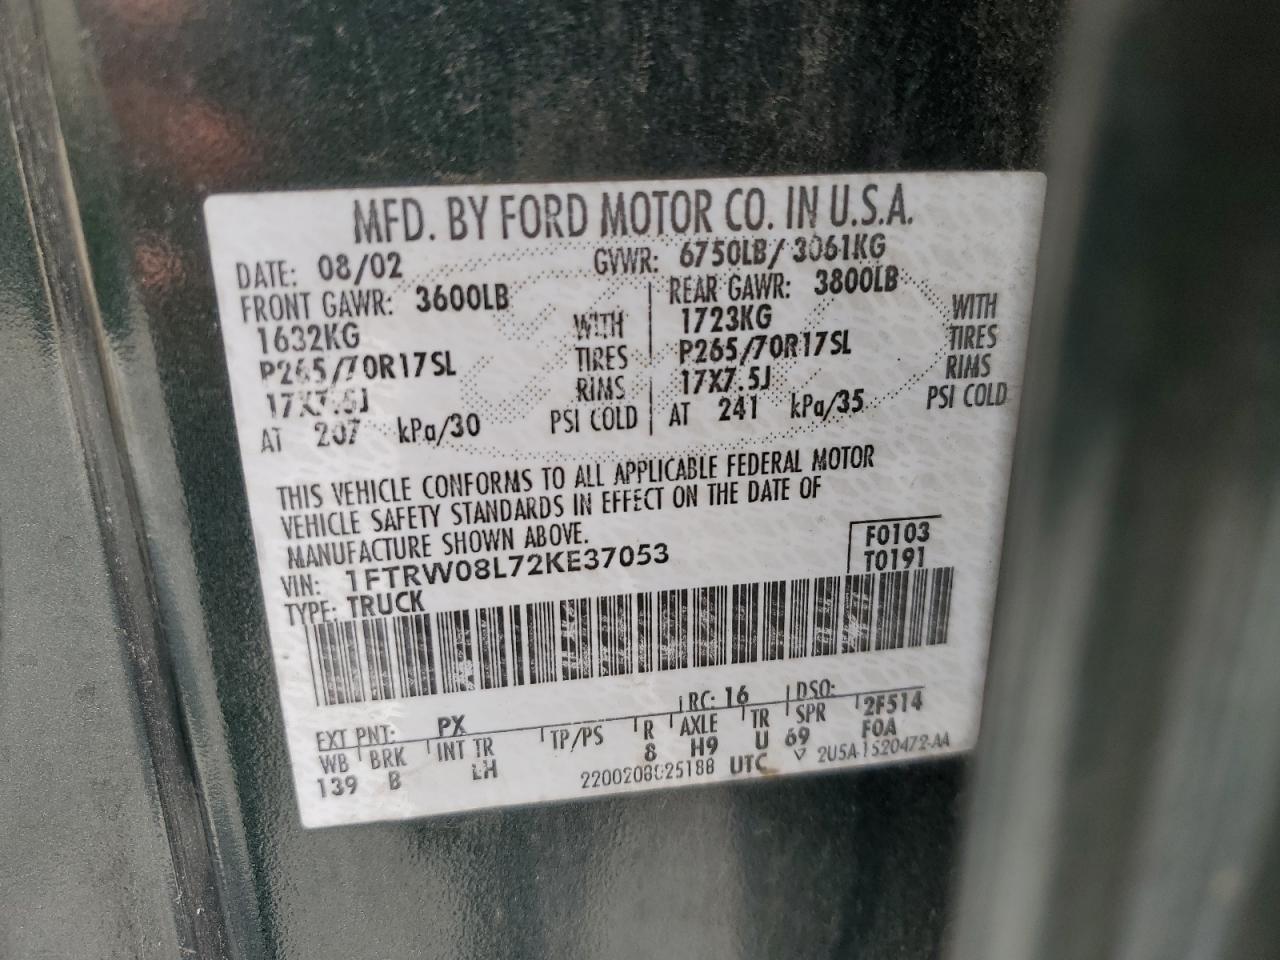 MFD. BY FORD MOTOR CO. IN U.S.A.
DATE: 08/02 GVWR: 6750LB/ 3061KG
FRONT GAWR: 3600LB REAR GAWR: 3800LB
1632KG WITH 1723KG WITH
P265/70R17SL TIRES P265/70R17SL TIRES
17X7.5J RIMS 17X7.5J RIMS
AT 207 kPa/30 PSI COLD AT 241 kPa/35 PSI COLD
THIS VEHICLE CONFORMS TO ALL APPLICABLE FEDERAL MOTOR
VEHICLE SAFETY STANDARDS IN EFFECT ON THE DATE OF
MANUFACTURE SHOWN ABOVE.
F0103
VIN: 1FTRW08L72KE37053
T0191
TYPE: TRUCK
EXT PNT: PX RC: 16 DSO: 2F514
WB BRK INT TR TP/PS R AXLE TR SPR F0A
139 B LH 8 H9 U 69
2200208025188 UTC ▽ 2U5A-1520472-AA